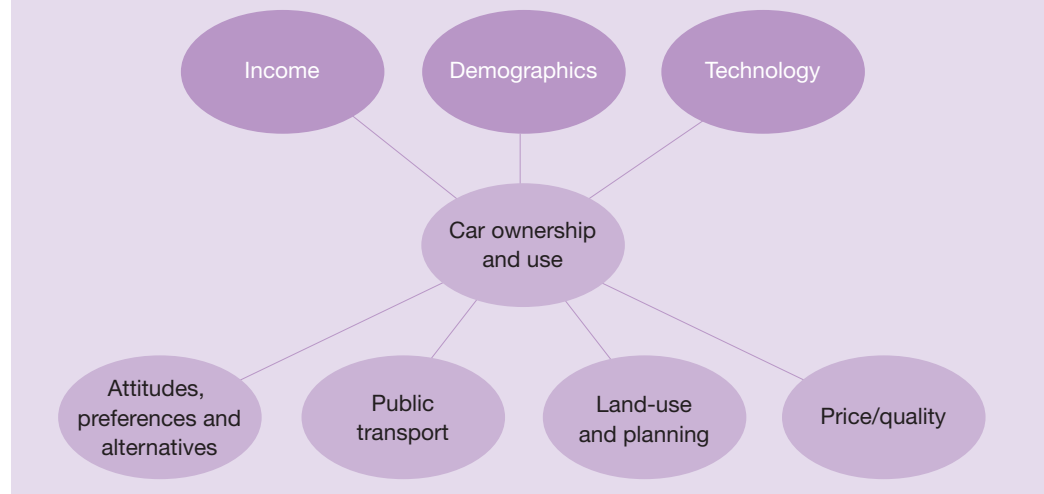 Income
Demographics
Technology
Car ownership
and use
Attitudes,
preferences and
alternatives
Public
transport
Land-use
and planning
Price/quality